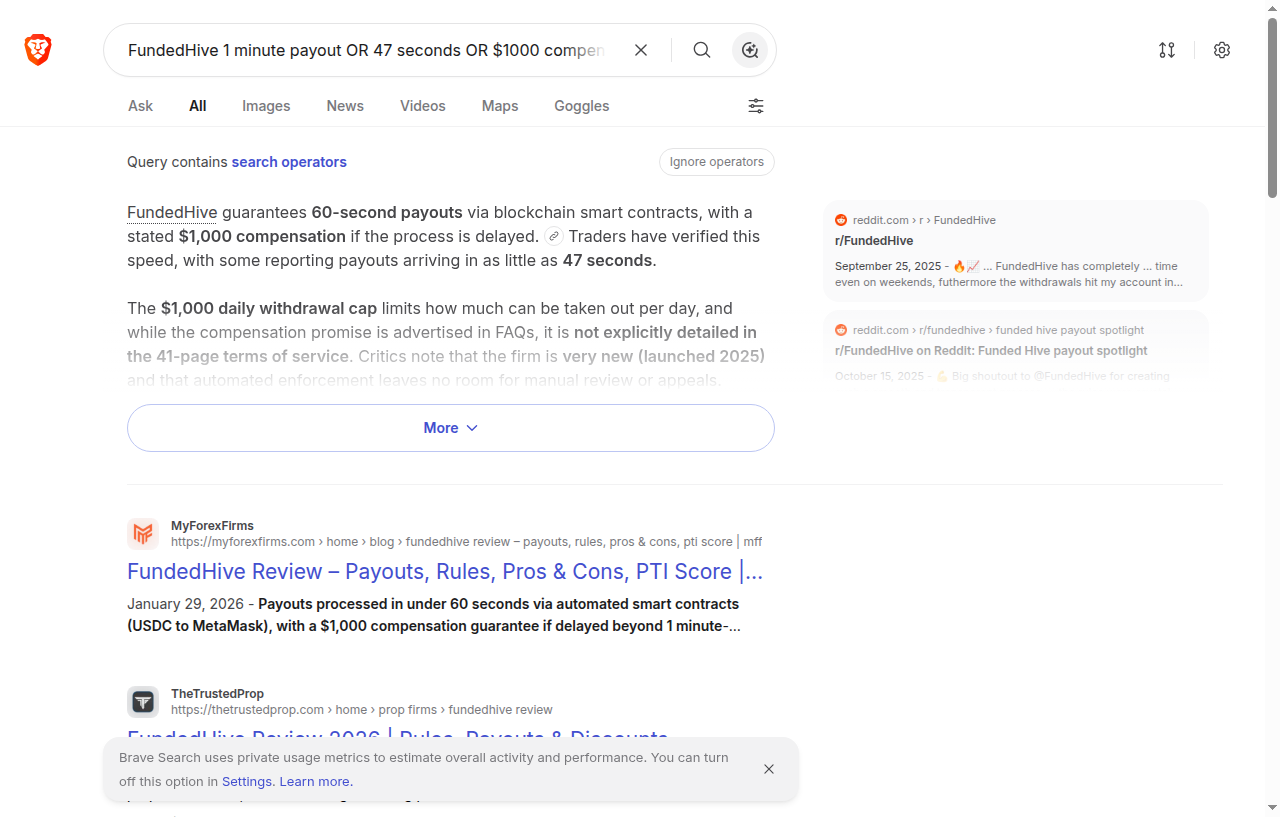 FundedHive 1 minute payout OR 47 seconds OR $1000 compen
Ask All Images News Videos Maps Goggles
Query contains search operators
Ignore operators
FundedHive guarantees 60-second payouts via blockchain smart contracts, with a
stated $1,000 compensation if the process is delayed. Traders have verified this
speed, with some reporting payouts arriving in as little as 47 seconds.
The $1,000 daily withdrawal cap limits how much can be taken out per day, and
while the compensation promise is advertised in FAQs, it is not explicitly detailed in
the 41-page terms of service. Critics note that the firm is very new (launched 2025)
and that automated enforcement leaves no room for manual review or appeals.
More
reddit.com › r › FundedHive
r/FundedHive
September 25, 2025 - 🔥📈 ... FundedHive has completely ... time
even on weekends, futhermore the withdrawals hit my account in...
reddit.com › r/fundedhive › funded hive payout spotlight
r/FundedHive on Reddit: Funded Hive payout spotlight
October 15, 2025 - 💪 Big shoutout to @FundedHive for creating
MyForexFirms
https://myforexfirms.com › home › blog › fundedhive review – payouts, rules, pros & cons, pti score | mff
FundedHive Review – Payouts, Rules, Pros & Cons, PTI Score |...
January 29, 2026 - Payouts processed in under 60 seconds via automated smart contracts
(USDC to MetaMask), with a $1,000 compensation guarantee if delayed beyond 1 minute-...
TheTrustedProp
https://thetrustedprop.com › home › prop firms › fundedhive review
FundedHive Review 2026 | Rules, Payouts & Discounts
Brave Search uses private usage metrics to estimate overall activity and performance. You can turn
off this option in Settings. Learn more.